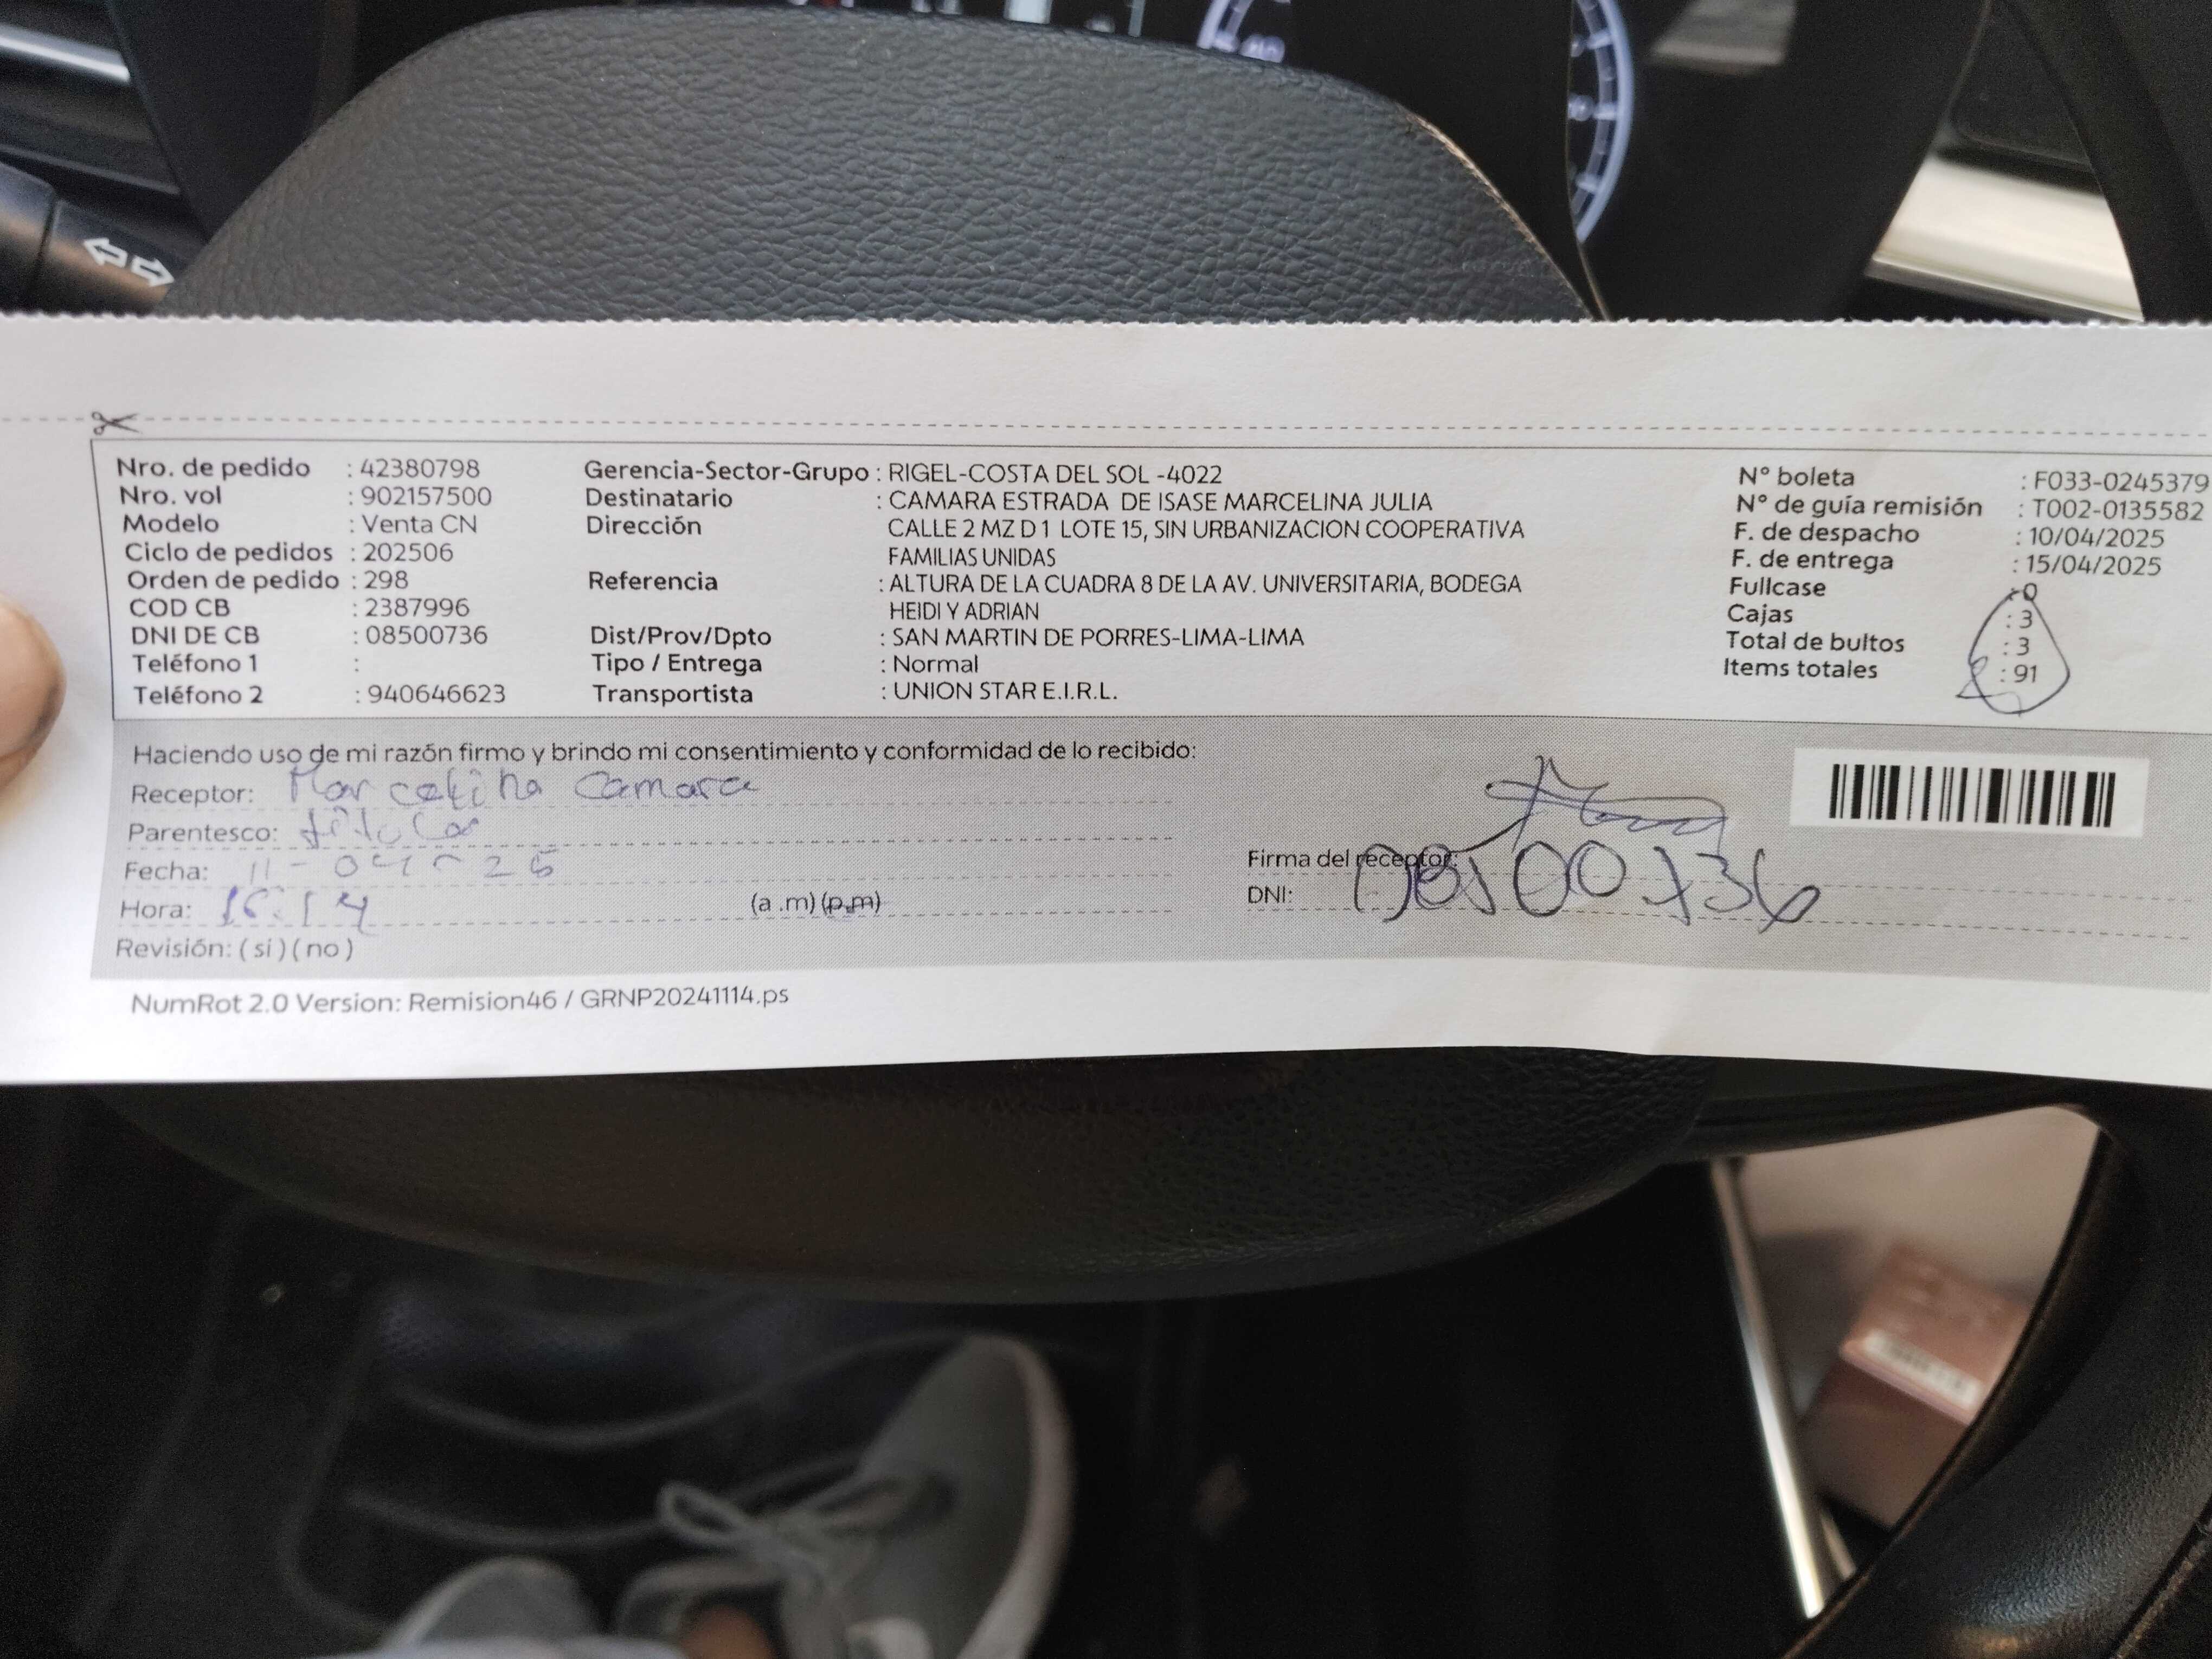 Nro. de pedido : 42380798
Nro. vol : 902157500
Modelo : Venta CN
Ciclo de pedidos : 202506
Orden de pedido : 298
COD CB : 2387996
DNI DE CB : 08500736
Teléfono 1 :
Teléfono 2 : 940646623
Gerencia-Sector-Grupo : RIGEL-COSTA DEL SOL -4022
Destinatario : CAMARA ESTRADA DE ISASE MARCELINA JULIA
Dirección CALLE 2 MZ D 1 LOTE 15, SIN URBANIZACION COOPERATIVA
FAMILIAS UNIDAS
Referencia : ALTURA DE LA CUADRA 8 DE LA AV. UNIVERSITARIA, BODEGA
HEIDI Y ADRIAN
Dist/Prov/Dpto : SAN MARTIN DE PORRES-LIMA-LIMA
Tipo / Entrega : Normal
Transportista : UNION STAR E.I.R.L.
N° boleta : F033-0245379
N° de guía remisión : T002-0135582
F. de despacho : 10/04/2025
F. de entrega : 15/04/2025
Fullcase : 0
Cajas : 3
Total de bultos : 3
Items totales : 91
Haciendo uso de mi razón firmo y brindo mi consentimiento y conformidad de lo recibido:
Receptor: Marcelina Camara
Parentesco: titular
Fecha: 11-04-25
Hora: 16:14 (a .m) (p.m)
Revisión: ( si ) ( no )
Firma del receptor:
DNI: 08500736
NumRot 2.0 Version: Remision46 / GRNP20241114.ps